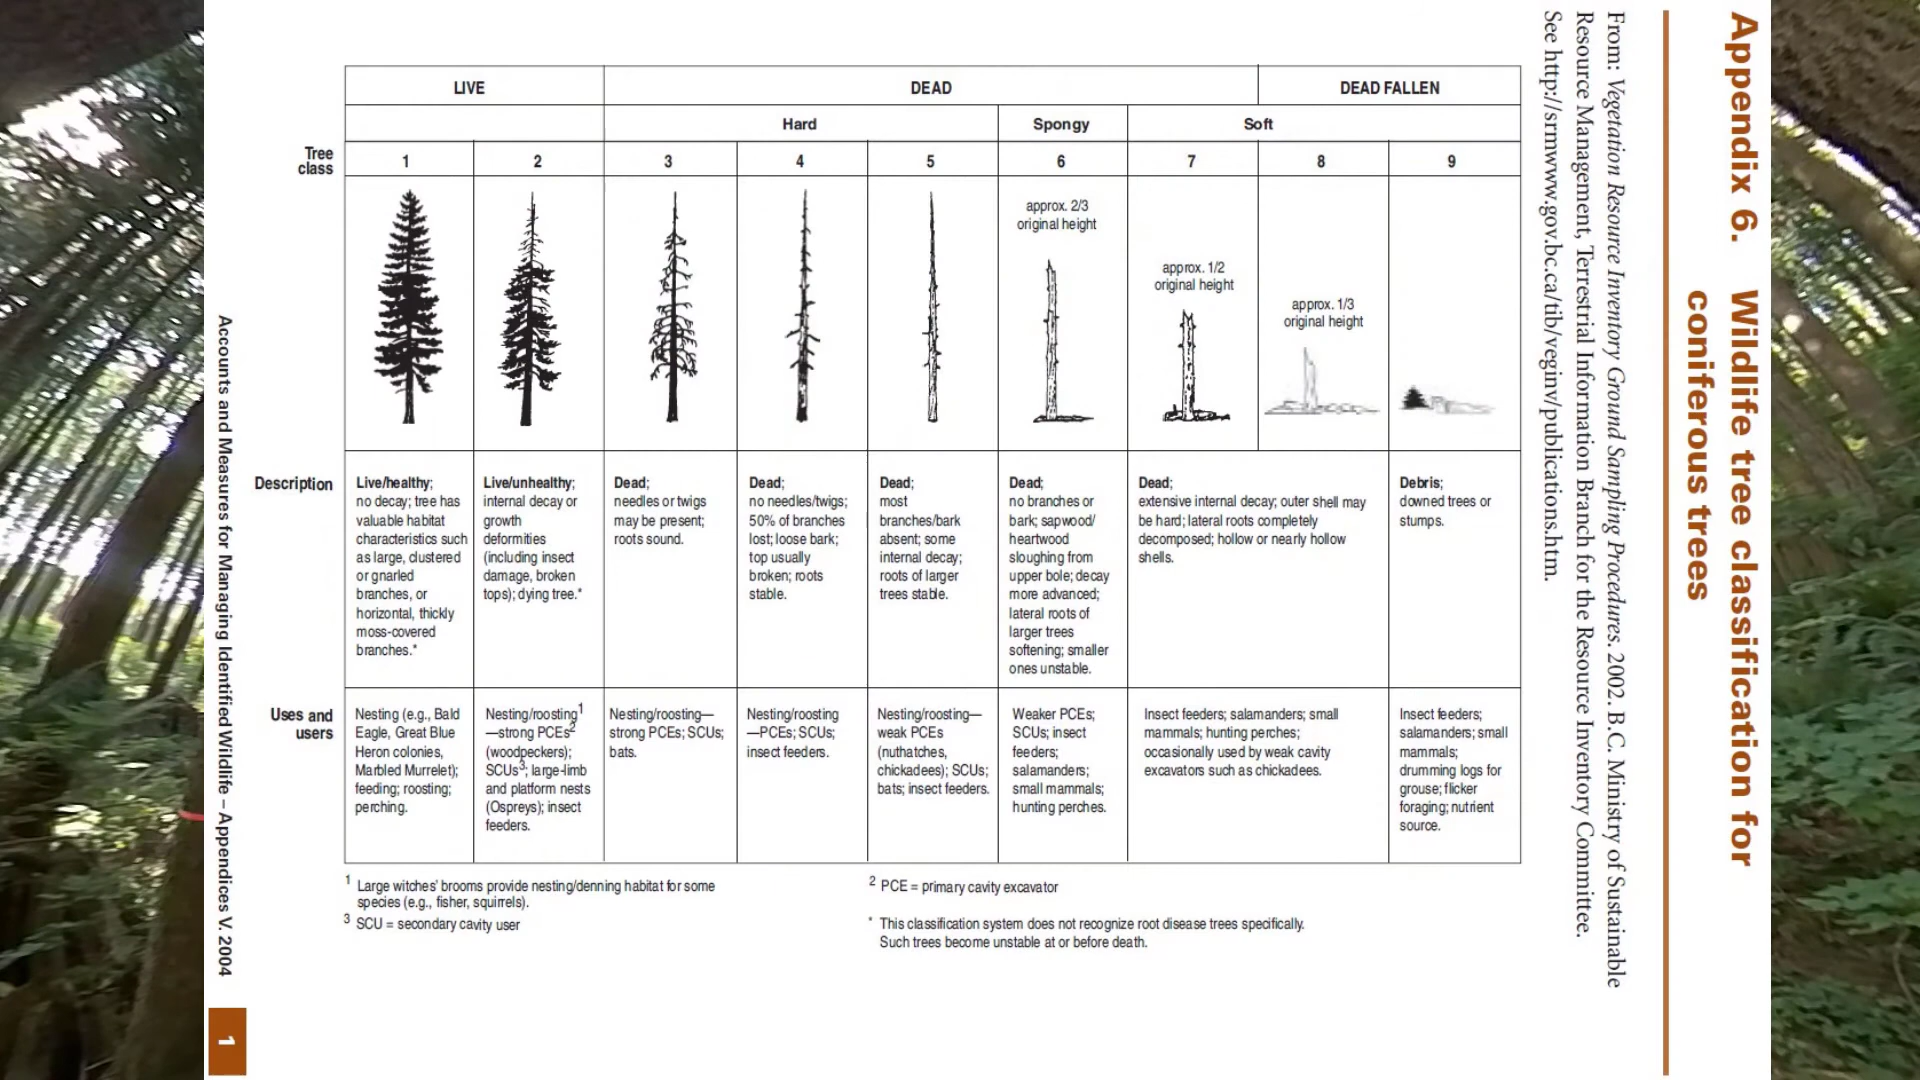 Appendix 6. Wildlife tree classification for
coniferous trees
From: Vegetation Resource Inventory Ground Sampling Procedures. 2002. B.C. Ministry of Sustainable
Resource Management, Terrestrial Information Branch for the Resource Inventory Committee.
See http://srmwww.gov.bc.ca/tib/veginv/publications.htm.
LIVE
DEAD
DEAD FALLEN
Hard
Spongy
Soft
Tree
class
1
2
3
4
5
6
7
8
9
approx. 2/3
original height
approx. 1/2
original height
approx. 1/3
original height
Description
Live/healthy;
no decay; tree has
valuable habitat
characteristics such
as large, clustered
or gnarled
branches, or
horizontal, thickly
moss-covered
branches.*
Live/unhealthy;
internal decay or
growth
deformities
(including insect
damage, broken
tops); dying tree.*
Dead;
needles or twigs
may be present;
roots sound.
Dead;
no needles/twigs;
50% of branches
lost; loose bark;
top usually
broken; roots
stable.
Dead;
most
branches/bark
absent; some
internal decay;
roots of larger
trees stable.
Dead;
no branches or
bark; sapwood/
heartwood
sloughing from
upper bole; decay
more advanced;
lateral roots of
larger trees
softening; smaller
ones unstable.
Dead;
extensive internal decay; outer shell may
be hard; lateral roots completely
decomposed; hollow or nearly hollow
shells.
Debris;
downed trees or
stumps.
Uses and
users
Nesting (e.g., Bald
Eagle, Great Blue
Heron colonies,
Marbled Murrelet);
feeding; roosting;
perching.
Nesting/roosting1
—strong PCEs2
(woodpeckers);
SCUs3; large-limb
and platform nests
(Ospreys); insect
feeders.
Nesting/roosting—
strong PCEs; SCUs;
bats.
Nesting/roosting
—PCEs; SCUs;
insect feeders.
Nesting/roosting—
weak PCEs
(nuthatches,
chickadees); SCUs;
bats; insect feeders.
Weaker PCEs;
SCUs; insect
feeders;
salamanders;
small mammals;
hunting perches.
Insect feeders; salamanders; small
mammals; hunting perches;
occasionally used by weak cavity
excavators such as chickadees.
Insect feeders;
salamanders; small
mammals;
drumming logs for
grouse; flicker
foraging; nutrient
source.
1 Large witches' brooms provide nesting/denning habitat for some
species (e.g., fisher, squirrels).
2 PCE = primary cavity excavator
3 SCU = secondary cavity user
* This classification system does not recognize root disease trees specifically.
Such trees become unstable at or before death.
Accounts and Measures for Managing Identified Wildlife – Appendices V. 2004
1